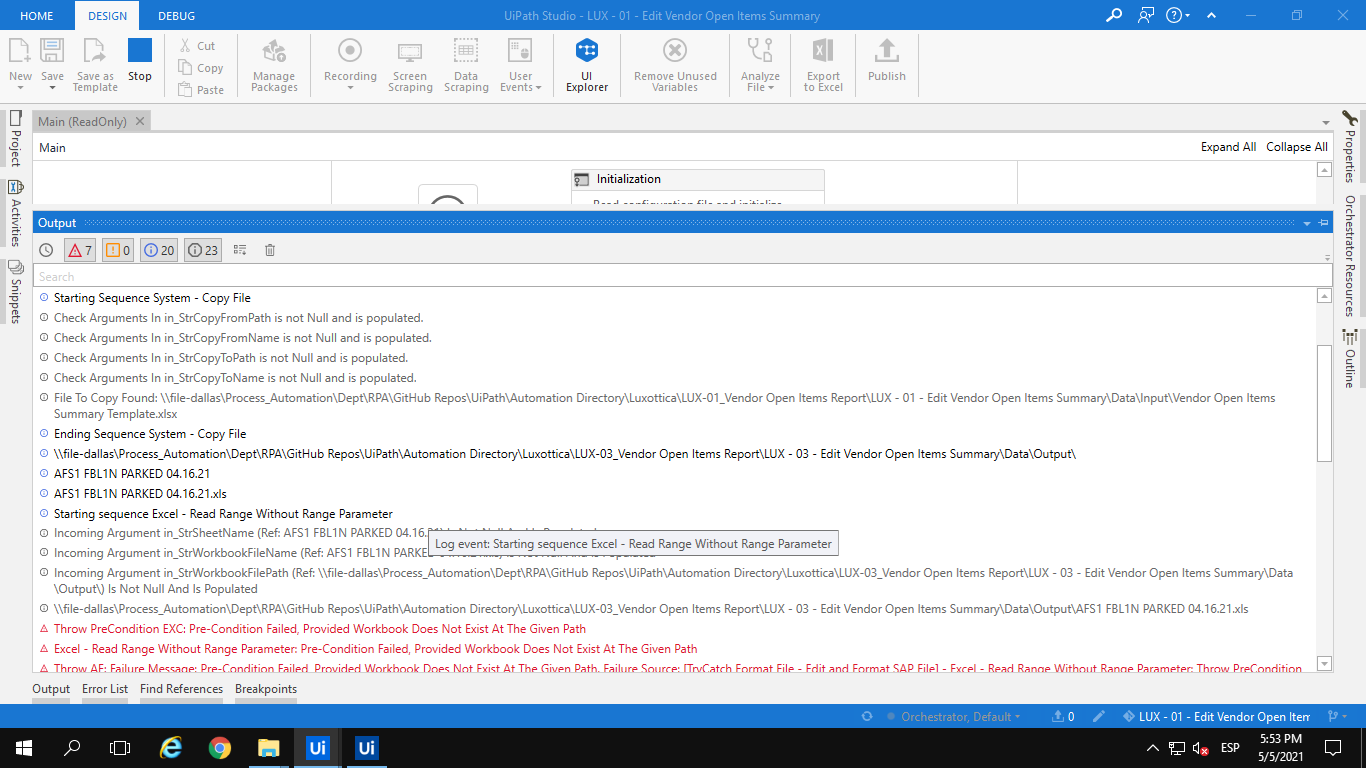 HOME DESIGN DEBUG UiPath Studio - LUX - 01 - Edit Vendor Open Items Summary
New Save Save as Template Stop Cut Copy Paste Manage Packages Recording Screen Scraping Data Scraping User Events UI Explorer Remove Unused Variables Analyze File Export to Excel Publish
Main (ReadOnly)
Main Expand All Collapse All
Initialization
Read configuration file and initialize
Project
Activities
Snippets
Properties
Orchestrator Resources
Outline
Output
7 0 20 23
Search
Starting Sequence System - Copy File
Check Arguments In in_StrCopyFromPath is not Null and is populated.
Check Arguments In in_StrCopyFromName is not Null and is populated.
Check Arguments In in_StrCopyToPath is not Null and is populated.
Check Arguments In in_StrCopyToName is not Null and is populated.
File To Copy Found: \\file-dallas\Process_Automation\Dept\RPA\GitHub Repos\UiPath\Automation Directory\Luxottica\LUX-01_Vendor Open Items Report\LUX - 01 - Edit Vendor Open Items Summary\Data\Input\Vendor Open Items
Summary Template.xlsx
Ending Sequence System - Copy File
\\file-dallas\Process_Automation\Dept\RPA\GitHub Repos\UiPath\Automation Directory\Luxottica\LUX-03_Vendor Open Items Report\LUX - 03 - Edit Vendor Open Items Summary\Data\Output\
AFS1 FBL1N PARKED 04.16.21
AFS1 FBL1N PARKED 04.16.21.xls
Starting sequence Excel - Read Range Without Range Parameter
Incoming Argument in_StrSheetName (Ref: AFS1 FBL1N PARKED 04.16.21) Is Not Null And Is Populated
Log event: Starting sequence Excel - Read Range Without Range Parameter
Incoming Argument in_StrWorkbookFileName (Ref: AFS1 FBL1N PARKED
Incoming Argument in_StrWorkbookFilePath (Ref: \\file-dallas\Process_Automation\Dept\RPA\GitHub Repos\UiPath\Automation Directory\Luxottica\LUX-03_Vendor Open Items Report\LUX - 03 - Edit Vendor Open Items Summary\Data
\Output\) Is Not Null And Is Populated
\\file-dallas\Process_Automation\Dept\RPA\GitHub Repos\UiPath\Automation Directory\Luxottica\LUX-03_Vendor Open Items Report\LUX - 03 - Edit Vendor Open Items Summary\Data\Output\AFS1 FBL1N PARKED 04.16.21.xls
Throw PreCondition EXC: Pre-Condition Failed, Provided Workbook Does Not Exist At The Given Path
Excel - Read Range Without Range Parameter: Pre-Condition Failed, Provided Workbook Does Not Exist At The Given Path
Throw AE: Failure Message: Pre-Condition Failed, Provided Workbook Does Not Exist At The Given Path, Failure Source: [TryCatch Format File - Edit and Format SAP File] - Excel - Read Range Without Range Parameter: Throw PreCondition
Output Error List Find References Breakpoints
Orchestrator, Default 0 LUX - 01 - Edit Vendor Open Item
Ui Ui ESP 5:53 PM
5/5/2021